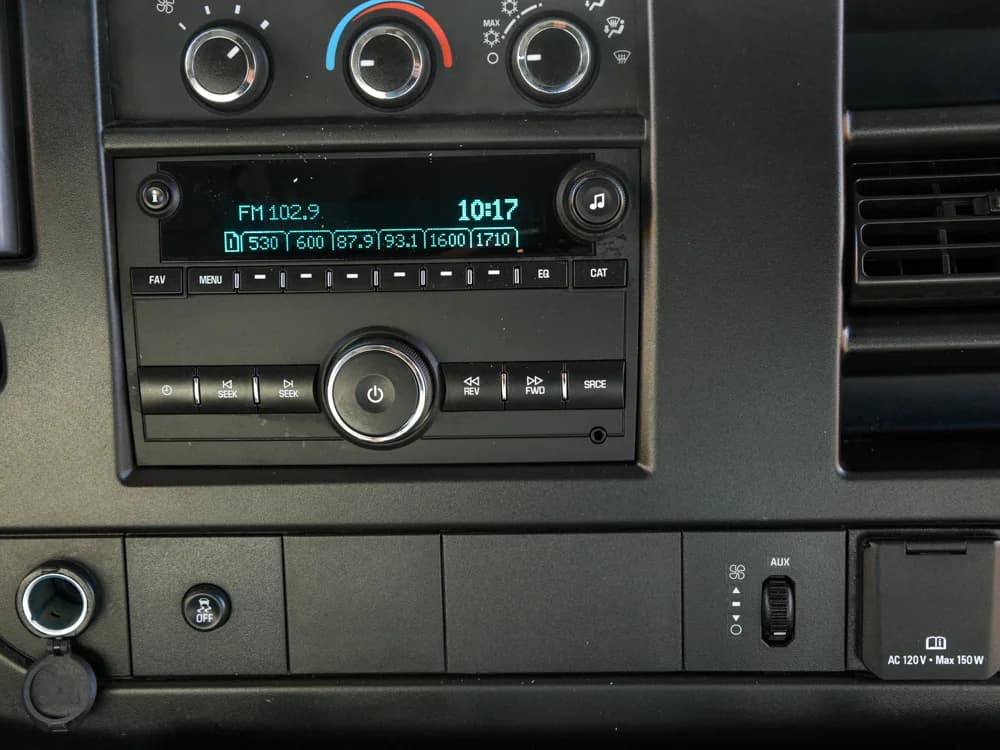 MAX
FM 102.9 10:17
1 530 600 87.9 93.1 1600 1710
FAV MENU EQ CAT
SEEK SEEK REV FWD SRCE
OFF
AUX
AC 120 V • Max 150 W